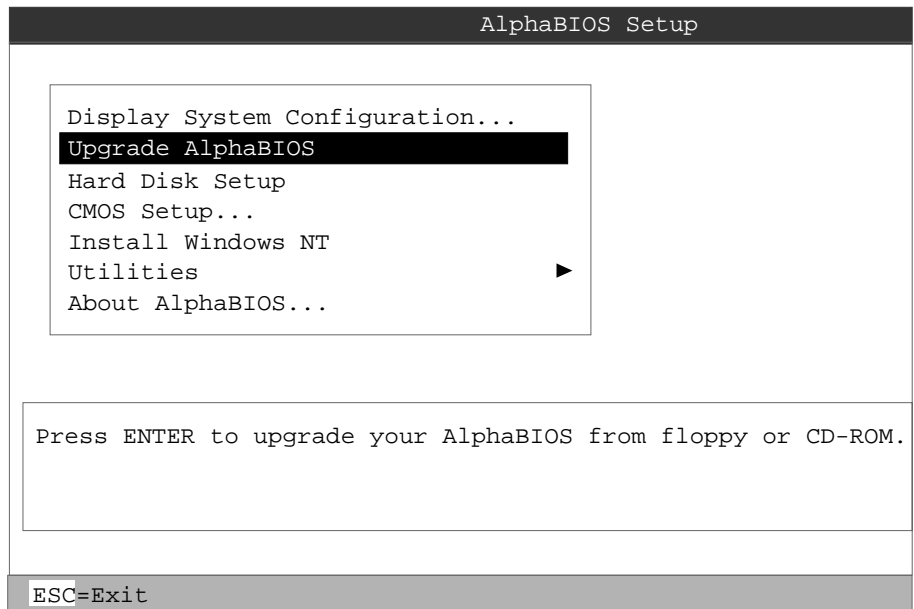 AlphaBIOS Setup
Display System Configuration...
Upgrade AlphaBIOS
Hard Disk Setup
CMOS Setup...
Install Windows NT
Utilities
About AlphaBIOS...
Press ENTER to upgrade your AlphaBIOS from floppy or CD-ROM.
ESC=Exit